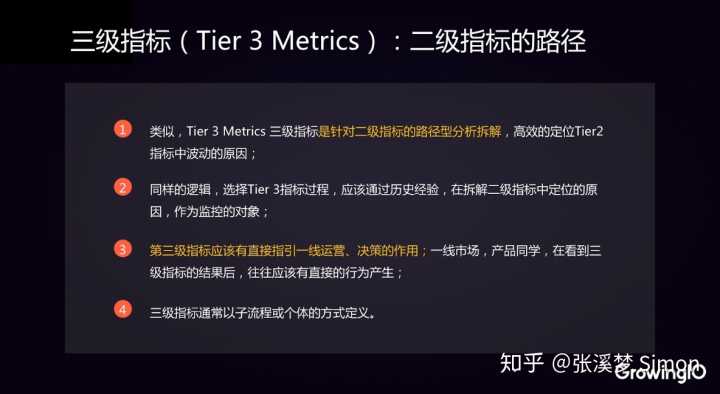 三级指标（Tier 3 Metrics）：二级指标的路径
1 类似，Tier 3 Metrics 三级指标是针对二级指标的路径型分析拆解，高效的定位Tier2
指标中波动的原因；
2 同样的逻辑，选择Tier 3指标过程，应该通过历史经验，在拆解二级指标中定位的原
因，作为监控的对象；
3 第三级指标应该有直接指引一线运营、决策的作用；一线市场，产品同学，在看到三
级指标的结果后，往往应该有直接的行为产生；
4 三级指标通常以子流程或个体的方式定义。
知乎 @张溪梦 Simon
GrowingIO